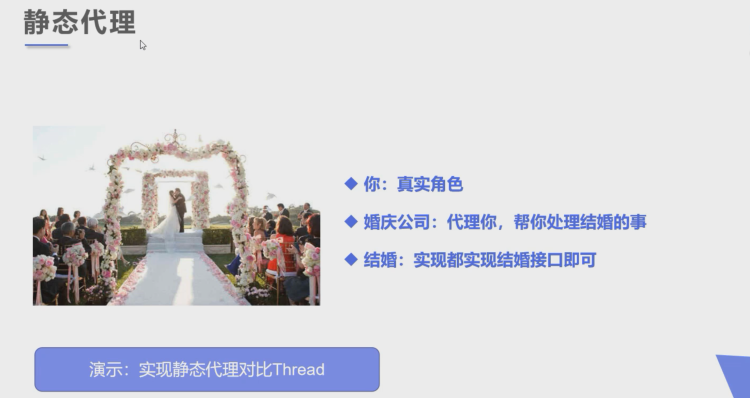 静态代理
你：真实角色
婚庆公司：代理你，帮你处理结婚的事
结婚：实现都实现结婚接口即可
演示：实现静态代理对比Thread